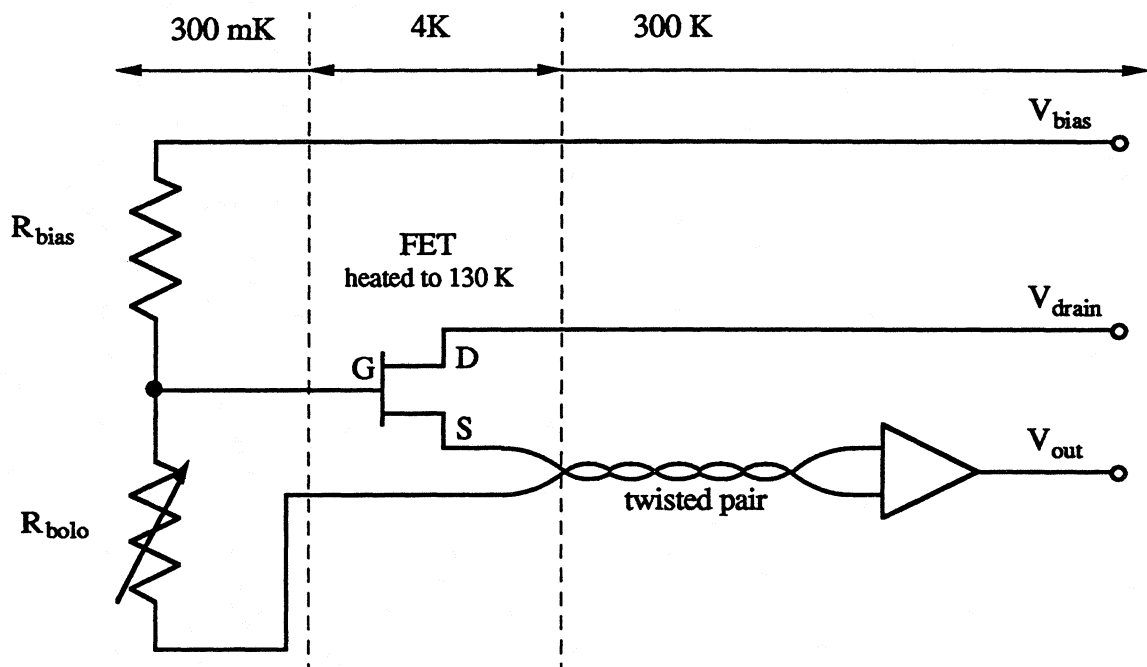 300 mK
4K
300 K
V_bias
R_bias
FET
heated to 130 K
V_drain
G
D
S
V_out
twisted pair
R_bolo